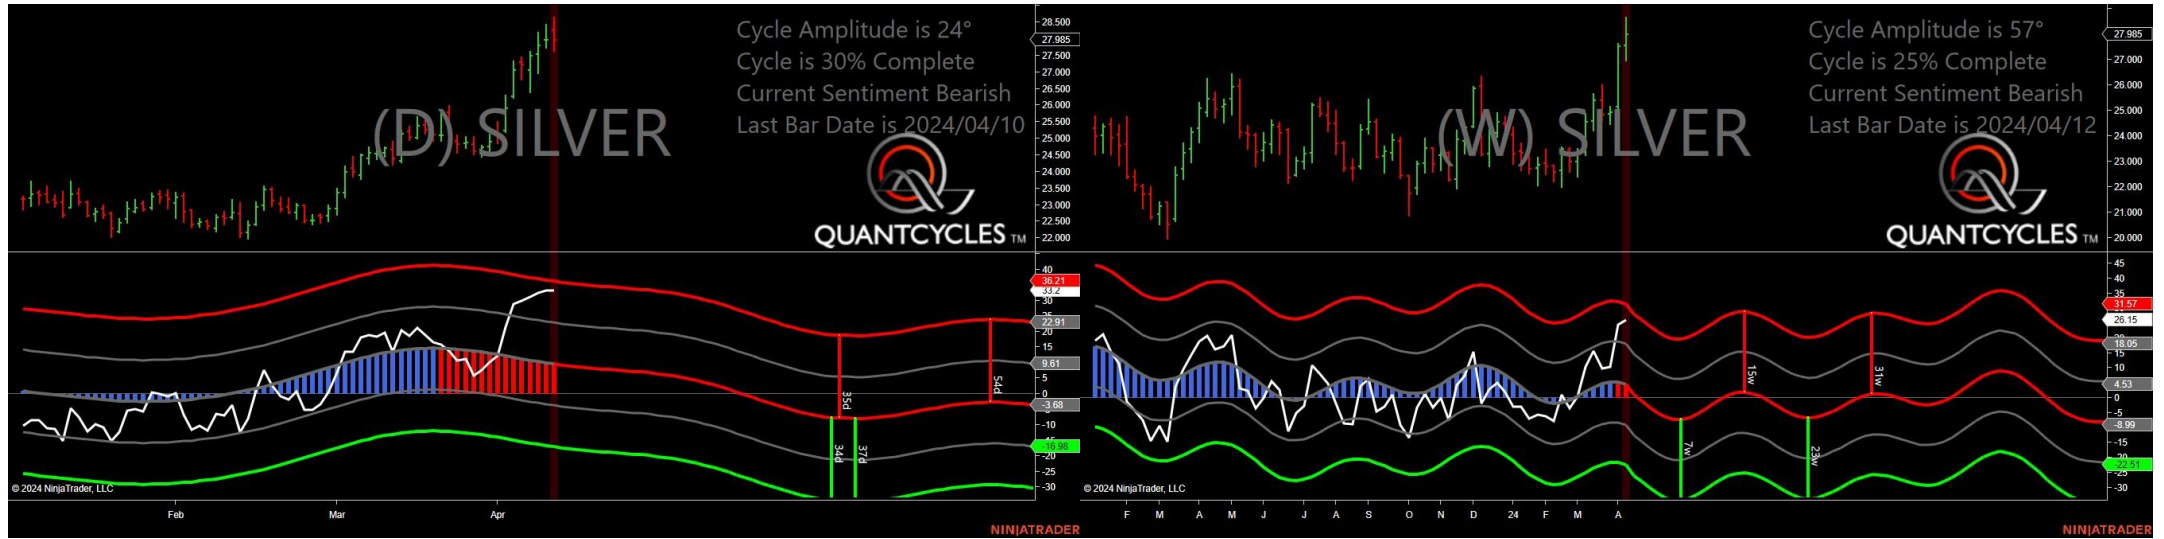 (D) SILVER
Cycle Amplitude is 24°
Cycle is 30% Complete
Current Sentiment Bearish
Last Bar Date is 2024/04/10
QUANTCYCLES TM
28.500
27.985
27.500
27.000
26.500
26.000
25.500
25.000
24.500
24.000
23.500
23.000
22.500
22.000
40
36.21
33.2
30
25
22.91
20
15
9.61
5
0
-3.68
-5
-10
-16.98
-15
-20
-25
-30
35d
34d
37d
54d
© 2024 NinjaTrader, LLC
Feb Mar Apr
NINJATRADER
(W) SILVER
Cycle Amplitude is 57°
Cycle is 25% Complete
Current Sentiment Bearish
Last Bar Date is 2024/04/12
QUANTCYCLES TM
27.985
27.000
26.000
25.000
24.000
23.000
22.000
21.000
20.000
45
40
35
31.57
26.15
20
18.05
15
10
4.53
0
-5
-8.99
-15
-20
-22.51
-25
-30
15w
31w
7w
23w
© 2024 NinjaTrader, LLC
F M A M J J A S O N D 24 F M A
NINJATRADER